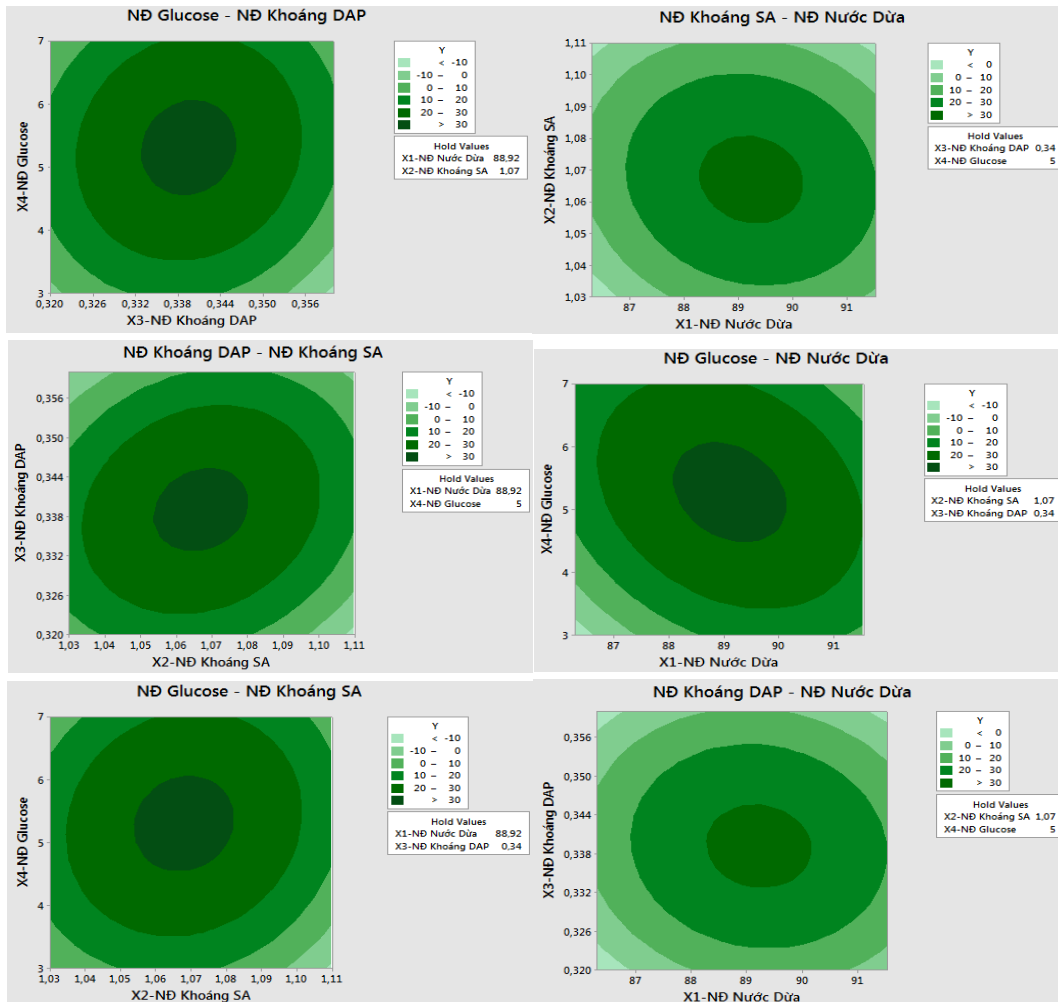 NĐ Glucose - NĐ Khoáng DAP
7
6
5
4
3
X4-NĐ Glucose
0,320 0,326 0,332 0,338 0,344 0,350 0,356
X3-NĐ Khoáng DAP
Y
< -10
-10 – 0
0 – 10
10 – 20
20 – 30
> 30
Hold Values
X1-NĐ Nước Dừa 88,92
X2-NĐ Khoáng SA 1,07
NĐ Khoáng SA - NĐ Nước Dừa
1,11
1,10
1,09
1,08
1,07
1,06
1,05
1,04
1,03
X2-NĐ Khoáng SA
87 88 89 90 91
X1-NĐ Nước Dừa
Y
< 0
0 – 10
10 – 20
20 – 30
> 30
Hold Values
X3-NĐ Khoáng DAP 0,34
X4-NĐ Glucose 5
NĐ Khoáng DAP - NĐ Khoáng SA
0,356
0,350
0,344
0,338
0,332
0,326
0,320
X3-NĐ Khoáng DAP
1,03 1,04 1,05 1,06 1,07 1,08 1,09 1,10 1,11
X2-NĐ Khoáng SA
Y
< -10
-10 – 0
0 – 10
10 – 20
20 – 30
> 30
Hold Values
X1-NĐ Nước Dừa 88,92
X4-NĐ Glucose 5
NĐ Glucose - NĐ Nước Dừa
7
6
5
4
3
X4-NĐ Glucose
87 88 89 90 91
X1-NĐ Nước Dừa
Y
< -10
-10 – 0
0 – 10
10 – 20
20 – 30
> 30
Hold Values
X2-NĐ Khoáng SA 1,07
X3-NĐ Khoáng DAP 0,34
NĐ Glucose - NĐ Khoáng SA
7
6
5
4
3
X4-NĐ Glucose
1,03 1,04 1,05 1,06 1,07 1,08 1,09 1,10 1,11
X2-NĐ Khoáng SA
Y
< -10
-10 – 0
0 – 10
10 – 20
20 – 30
> 30
Hold Values
X1-NĐ Nước Dừa 88,92
X3-NĐ Khoáng DAP 0,34
NĐ Khoáng DAP - NĐ Nước Dừa
0,356
0,350
0,344
0,338
0,332
0,326
0,320
X3-NĐ Khoáng DAP
87 88 89 90 91
X1-NĐ Nước Dừa
Y
< 0
0 – 10
10 – 20
20 – 30
> 30
Hold Values
X2-NĐ Khoáng SA 1,07
X4-NĐ Glucose 5